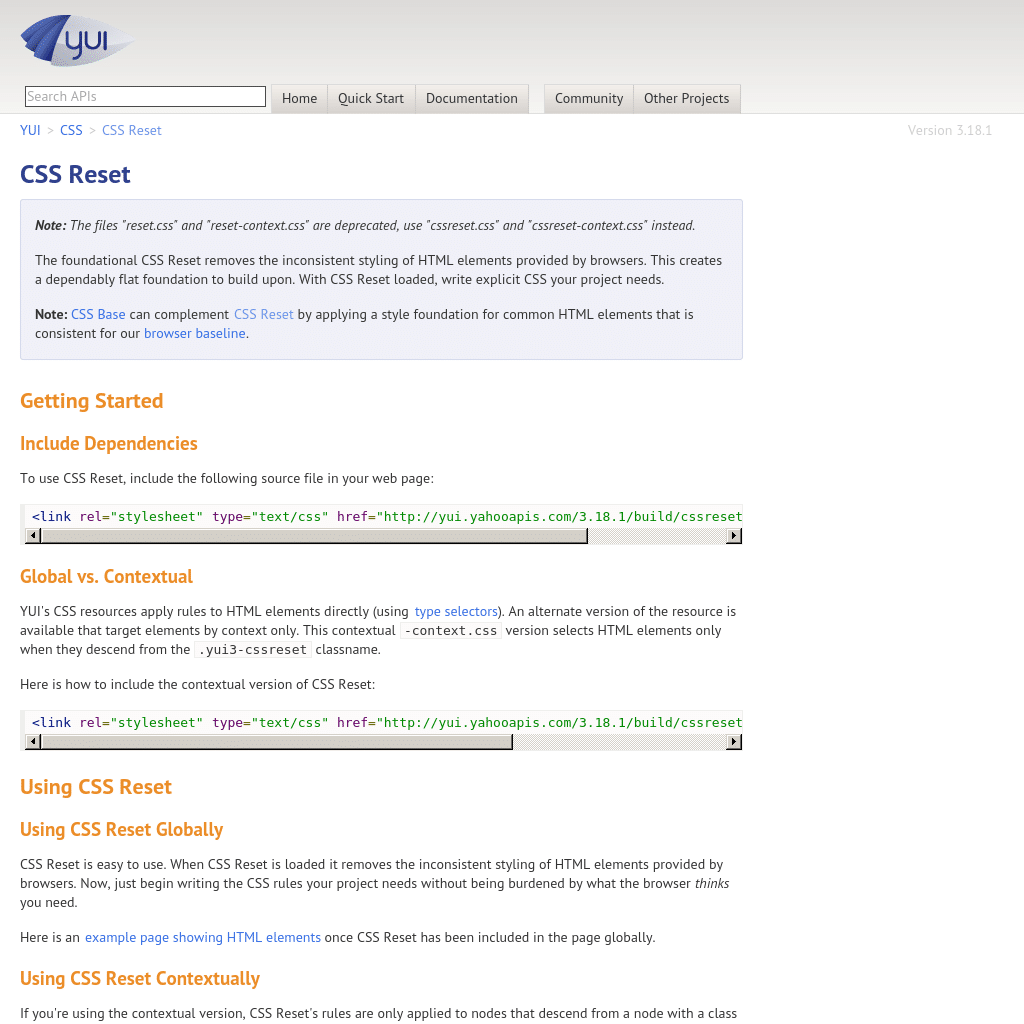 YUI
Search APIs
Home Quick Start Documentation Community Other Projects
YUI > CSS > CSS Reset Version 3.18.1
CSS Reset
Note: The files "reset.css" and "reset-context.css" are deprecated, use "cssreset.css" and "cssreset-context.css" instead.
The foundational CSS Reset removes the inconsistent styling of HTML elements provided by browsers. This creates
a dependably flat foundation to build upon. With CSS Reset loaded, write explicit CSS your project needs.
Note: CSS Base can complement CSS Reset by applying a style foundation for common HTML elements that is
consistent for our browser baseline.
Getting Started
Include Dependencies
To use CSS Reset, include the following source file in your web page:
<link rel="stylesheet" type="text/css" href="http://yui.yahooapis.com/3.18.1/build/cssreset
Global vs. Contextual
YUI's CSS resources apply rules to HTML elements directly (using type selectors). An alternate version of the resource is
available that target elements by context only. This contextual -context.css version selects HTML elements only
when they descend from the .yui3-cssreset classname.
Here is how to include the contextual version of CSS Reset:
<link rel="stylesheet" type="text/css" href="http://yui.yahooapis.com/3.18.1/build/cssreset
Using CSS Reset
Using CSS Reset Globally
CSS Reset is easy to use. When CSS Reset is loaded it removes the inconsistent styling of HTML elements provided by
browsers. Now, just begin writing the CSS rules your project needs without being burdened by what the browser thinks
you need.
Here is an example page showing HTML elements once CSS Reset has been included in the page globally.
Using CSS Reset Contextually
If you're using the contextual version, CSS Reset's rules are only applied to nodes that descend from a node with a class